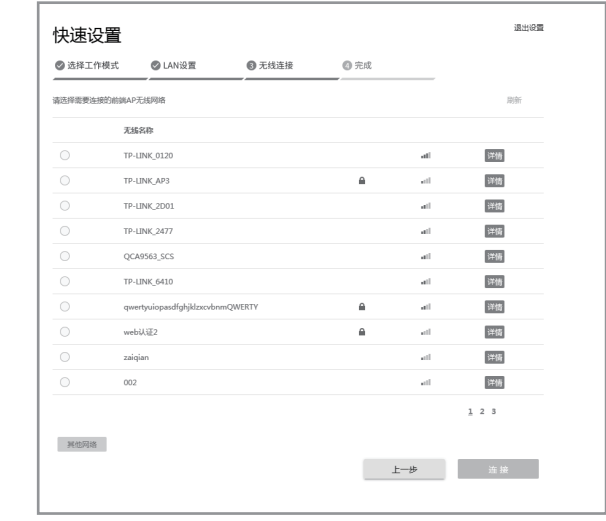 退出设置
快速设置
选择工作模式 LAN设置 3 无线连接 4 完成
请选择需要连接的前端AP无线网络 刷新
无线名称
TP-LINK_0120 详情
TP-LINK_AP3 详情
TP-LINK_2D01 详情
TP-LINK_2477 详情
QCA9563_SCS 详情
TP-LINK_6410 详情
qwertyuiopasdfghjklzxcvbnmQWERTY 详情
web认证2 详情
zaiqian 详情
002 详情
1 2 3
其他网络
上一步 连 接